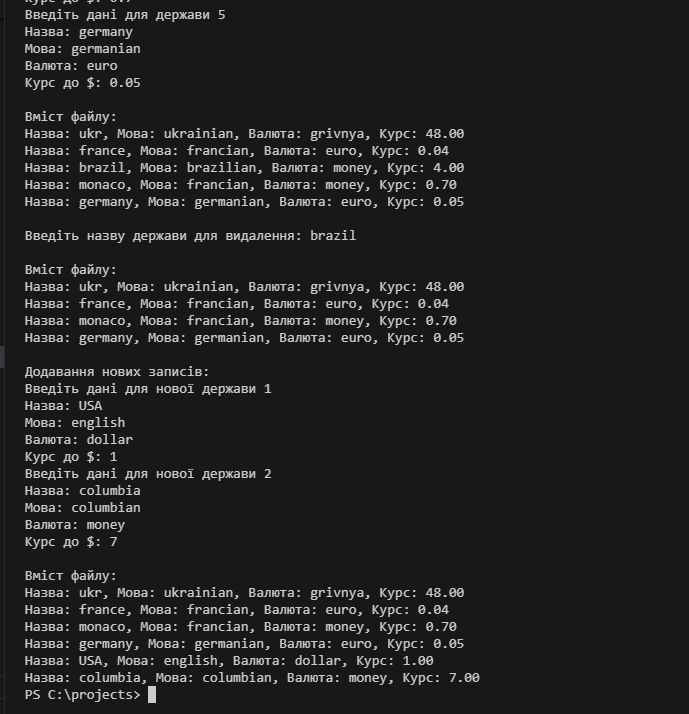 Введіть дані для держави 5
Назва: germany
Мова: germanian
Валюта: euro
Курс до $: 0.05
Вміст файлу:
Назва: ukr, Мова: ukrainian, Валюта: grivnya, Курс: 48.00
Назва: france, Мова: francian, Валюта: euro, Курс: 0.04
Назва: brazil, Мова: brazilian, Валюта: money, Курс: 4.00
Назва: monaco, Мова: francian, Валюта: money, Курс: 0.70
Назва: germany, Мова: germanian, Валюта: euro, Курс: 0.05
Введіть назву держави для видалення: brazil
Вміст файлу:
Назва: ukr, Мова: ukrainian, Валюта: grivnya, Курс: 48.00
Назва: france, Мова: francian, Валюта: euro, Курс: 0.04
Назва: monaco, Мова: francian, Валюта: money, Курс: 0.70
Назва: germany, Мова: germanian, Валюта: euro, Курс: 0.05
Додавання нових записів:
Введіть дані для нової держави 1
Назва: USA
Мова: english
Валюта: dollar
Курс до $: 1
Введіть дані для нової держави 2
Назва: columbia
Мова: columbian
Валюта: money
Курс до $: 7
Вміст файлу:
Назва: ukr, Мова: ukrainian, Валюта: grivnya, Курс: 48.00
Назва: france, Мова: francian, Валюта: euro, Курс: 0.04
Назва: monaco, Мова: francian, Валюта: money, Курс: 0.70
Назва: germany, Мова: germanian, Валюта: euro, Курс: 0.05
Назва: USA, Мова: english, Валюта: dollar, Курс: 1.00
Назва: columbia, Мова: columbian, Валюта: money, Курс: 7.00
PS C:\projects>